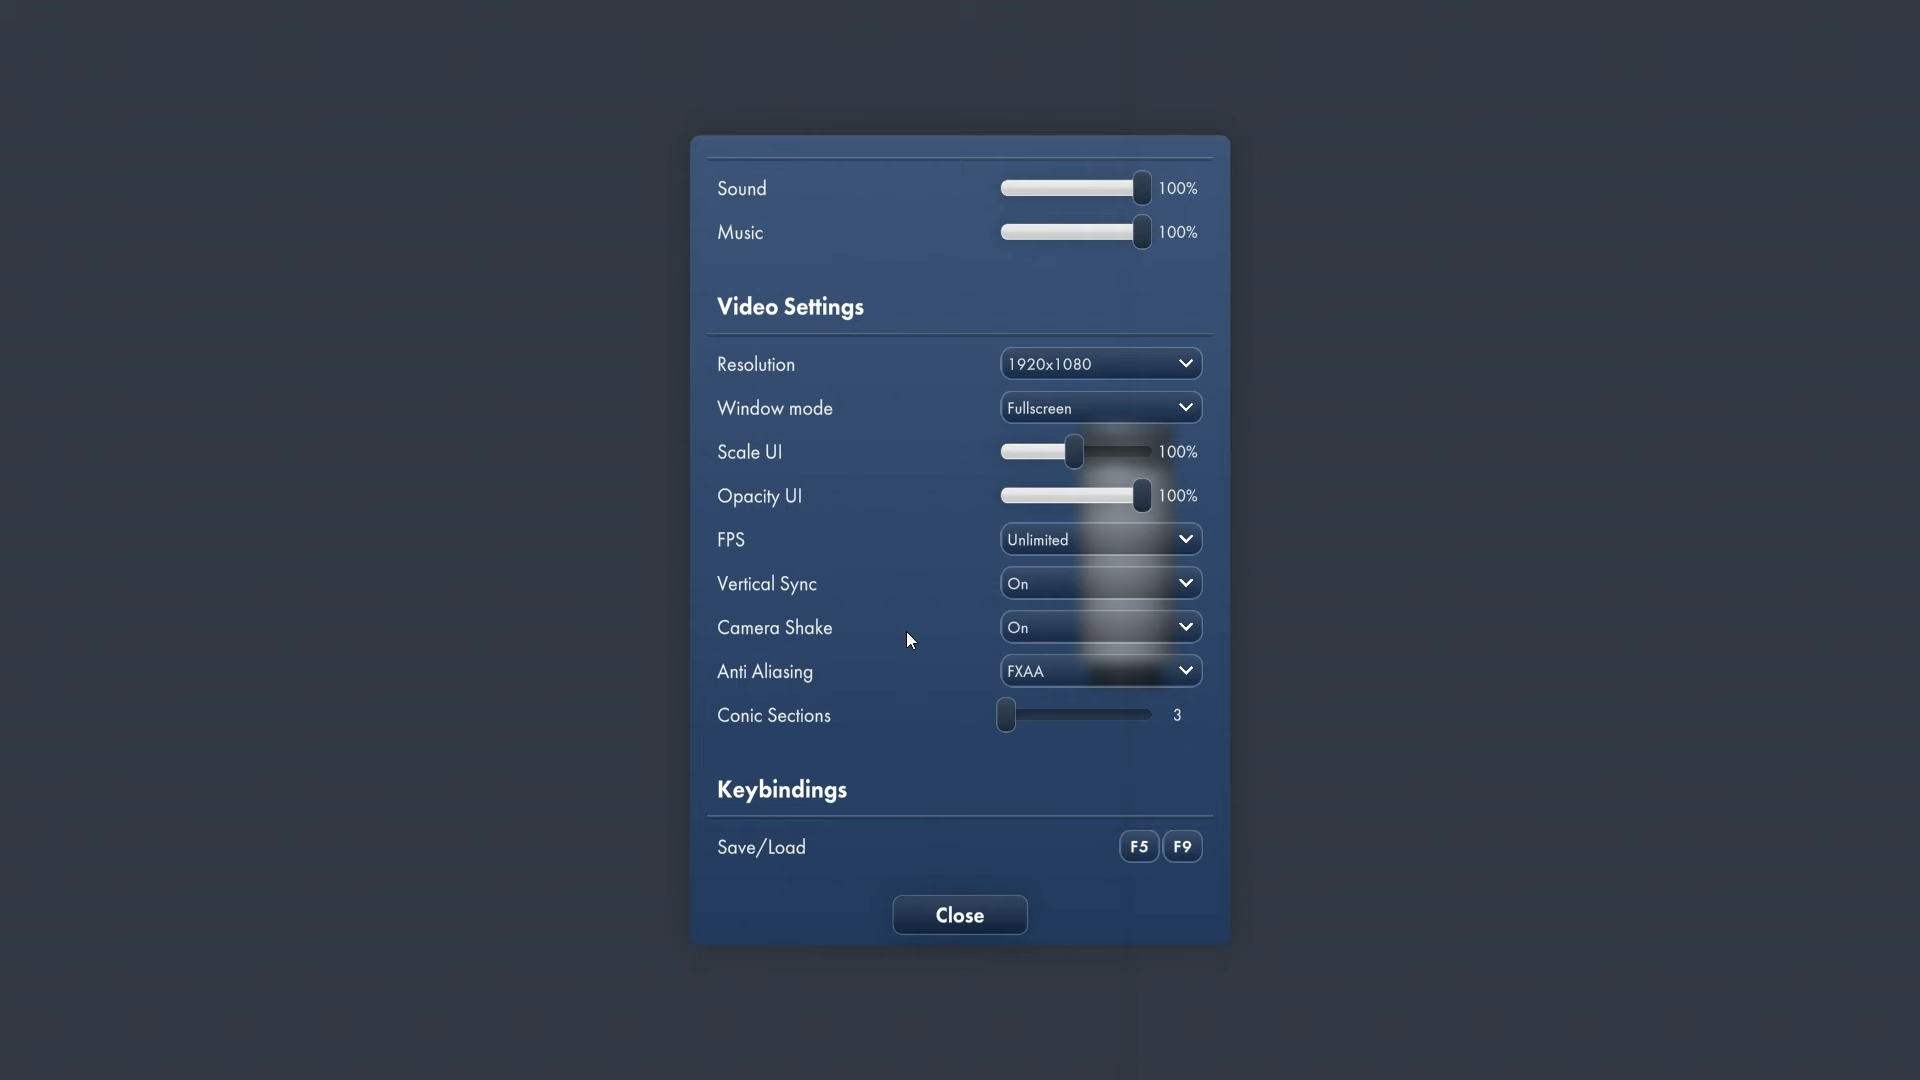 Sound 100%
Music 100%
Video Settings
Resolution 1920x1080
Window mode Fullscreen
Scale UI 100%
Opacity UI 100%
FPS Unlimited
Vertical Sync On
Camera Shake On
Anti Aliasing FXAA
Conic Sections 3
Keybindings
Save/Load F5 F9
Close